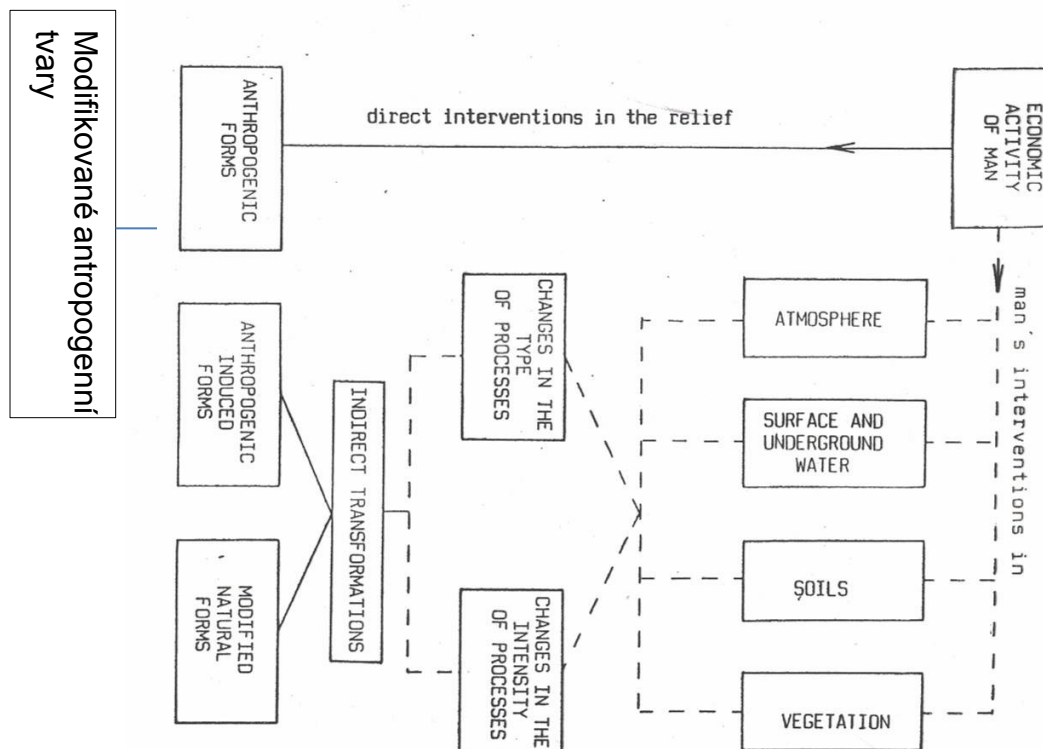 Modifikované antropogenní
tvary
ANTHROPOGENIC
FORMS
direct interventions in the relief
ECONOMIC
ACTIVITY
OF MAN
man's interventions in
ATMOSPHERE
SURFACE AND
UNDERGROUND
WATER
SOILS
VEGETATION
CHANGES IN THE
TYPE
OF PROCESSES
CHANGES IN THE
INTENSITY
OF PROCESSES
INDIRECT TRANSFORMATIONS
ANTHROPOGENIC
INDUCED
FORMS
MODIFIED
NATURAL
FORMS